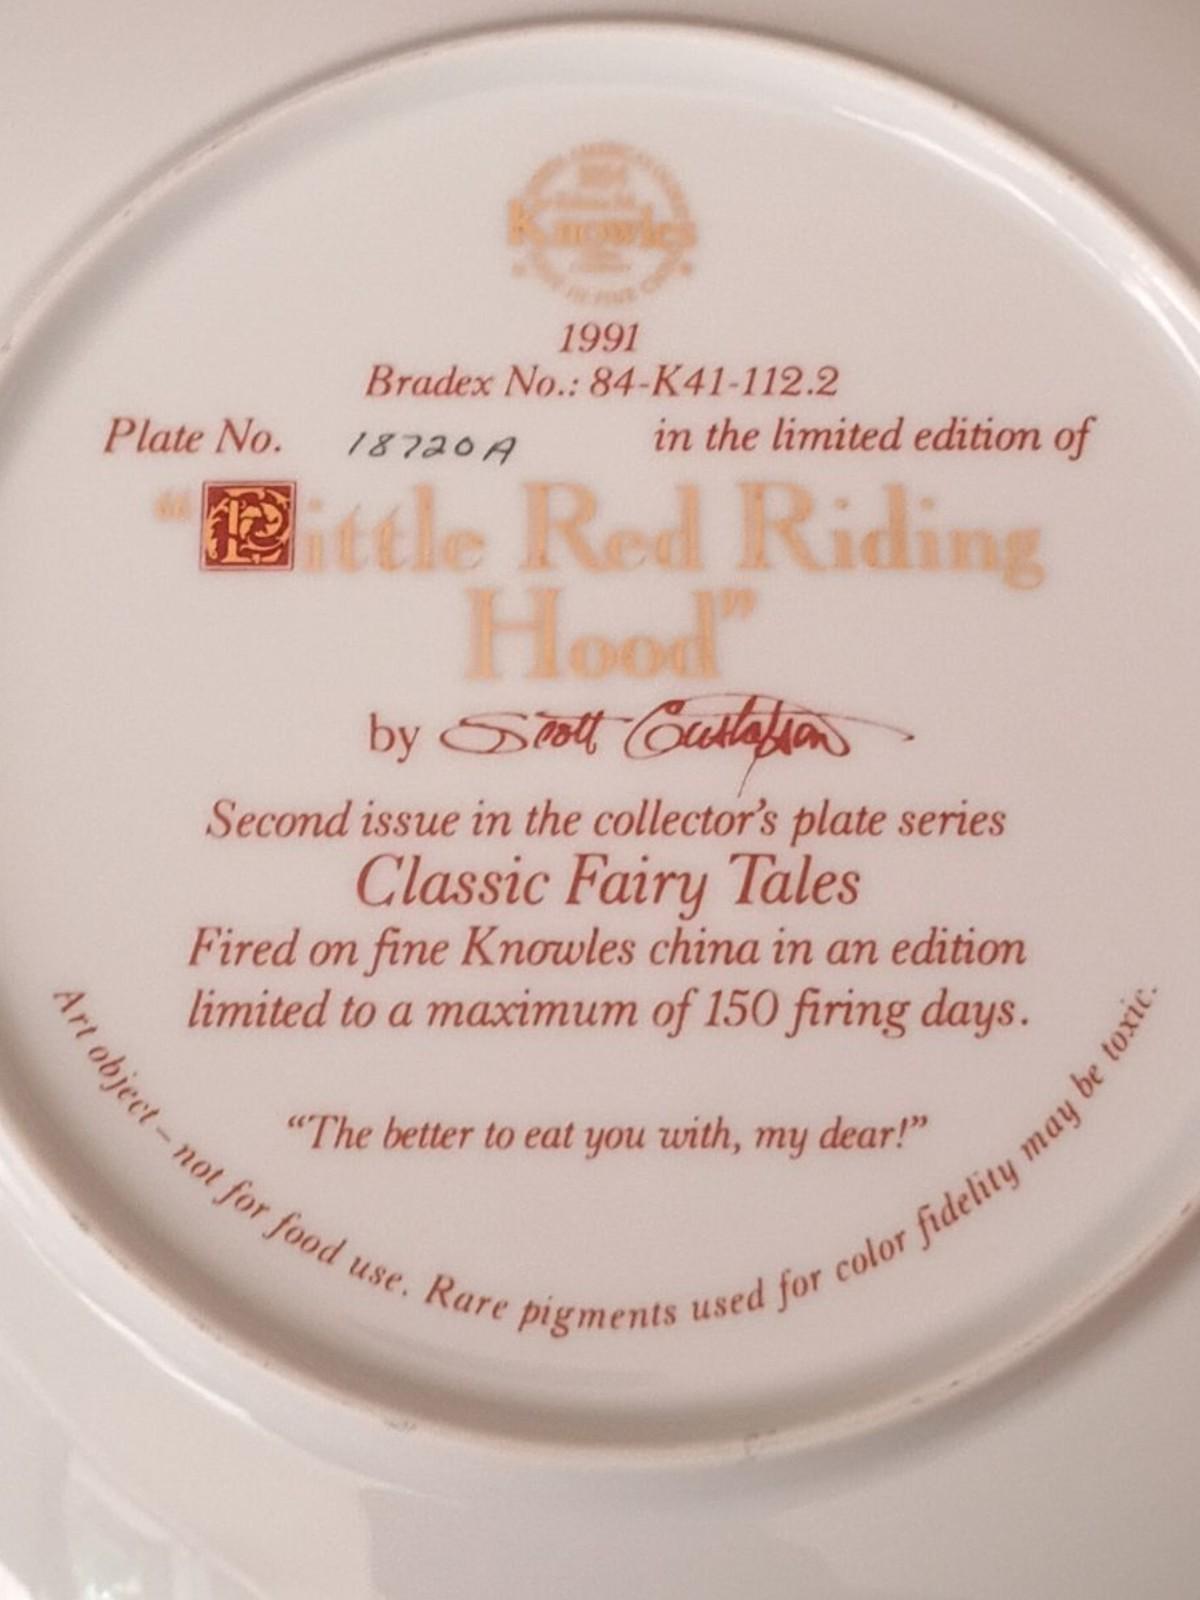 Knowles
1991
Bradex No.: 84-K41-112.2
Plate No. 18720A in the limited edition of
“Little Red Riding
Hood”
by Scott Gustafson
Second issue in the collector’s plate series
Classic Fairy Tales
Fired on fine Knowles china in an edition
limited to a maximum of 150 firing days.
“The better to eat you with, my dear!”
Art object – not for food use. Rare pigments used for color fidelity may be toxic.